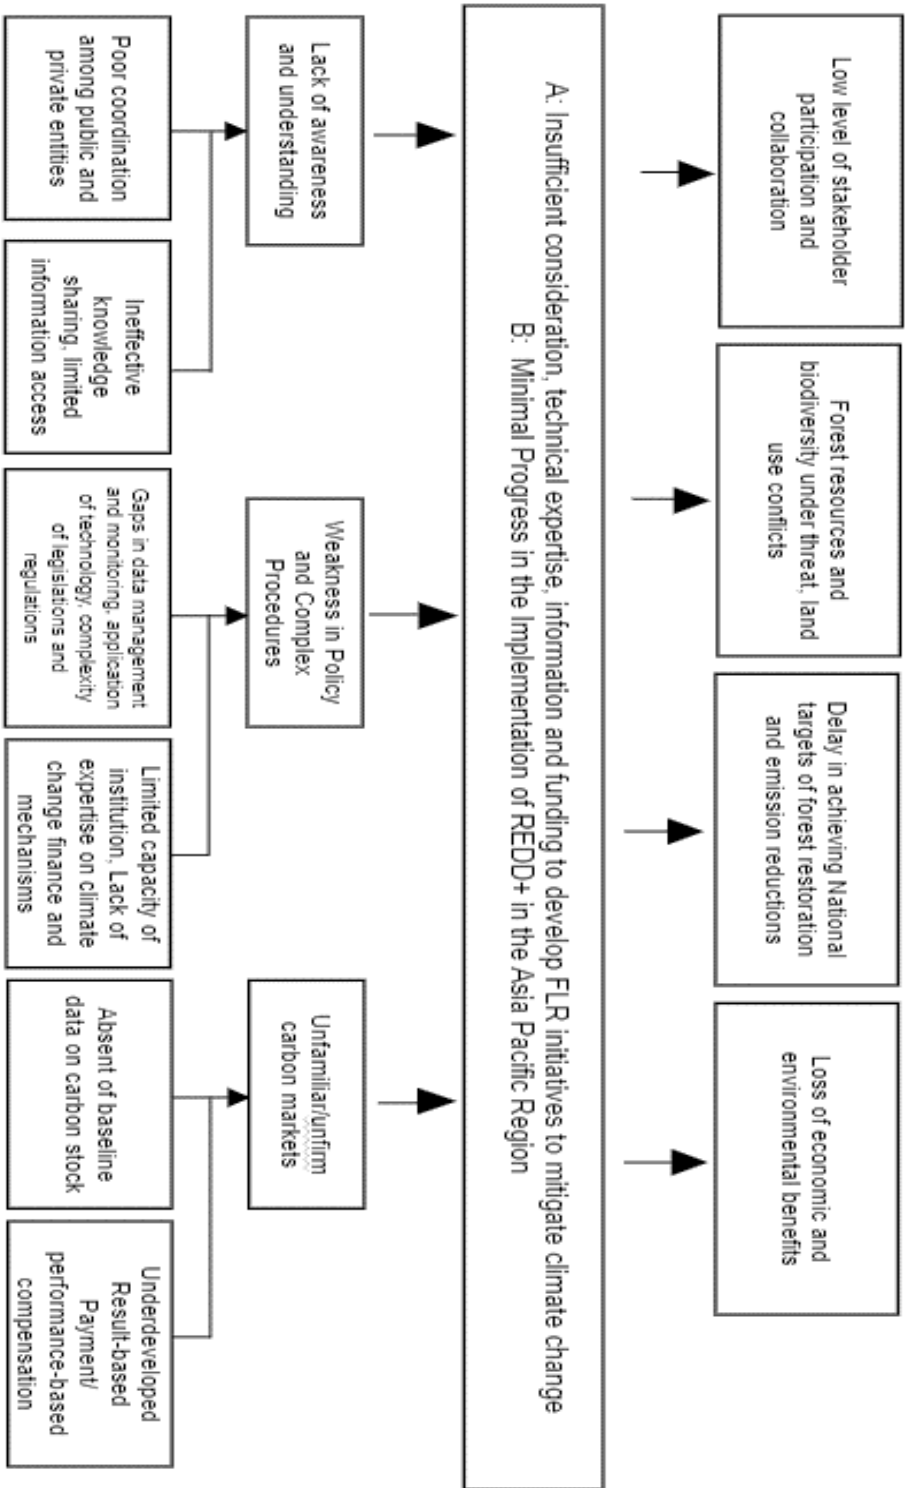 Low level of stakeholder
participation and
collaboration
Forest resources and
biodiversity under threat, land
use conflicts
Delay in achieving National
targets of forest restoration
and emission reductions
Loss of economic and
environmental benefits
A: Insufficient consideration, technical expertise, information and funding to develop FLR initiatives to mitigate climate change
B: Minimal Progress in the Implementation of REDD+ in the Asia Pacific Region
Lack of awareness
and understanding
Weakness in Policy
and Complex
Procedures
Unfamiliar/unfirm
carbon markets
Poor coordination
among public and
private entities
Ineffective
knowledge
sharing, limited
information access
Gaps in data management
and monitoring, application
of technology, complexity
of legislations and
regulations
Limited capacity of
institution, Lack of
expertise on climate
change finance and
mechanisms
Absent of baseline
data on carbon stock
Underdeveloped
Result-based
Payment/
performance-based
compensation